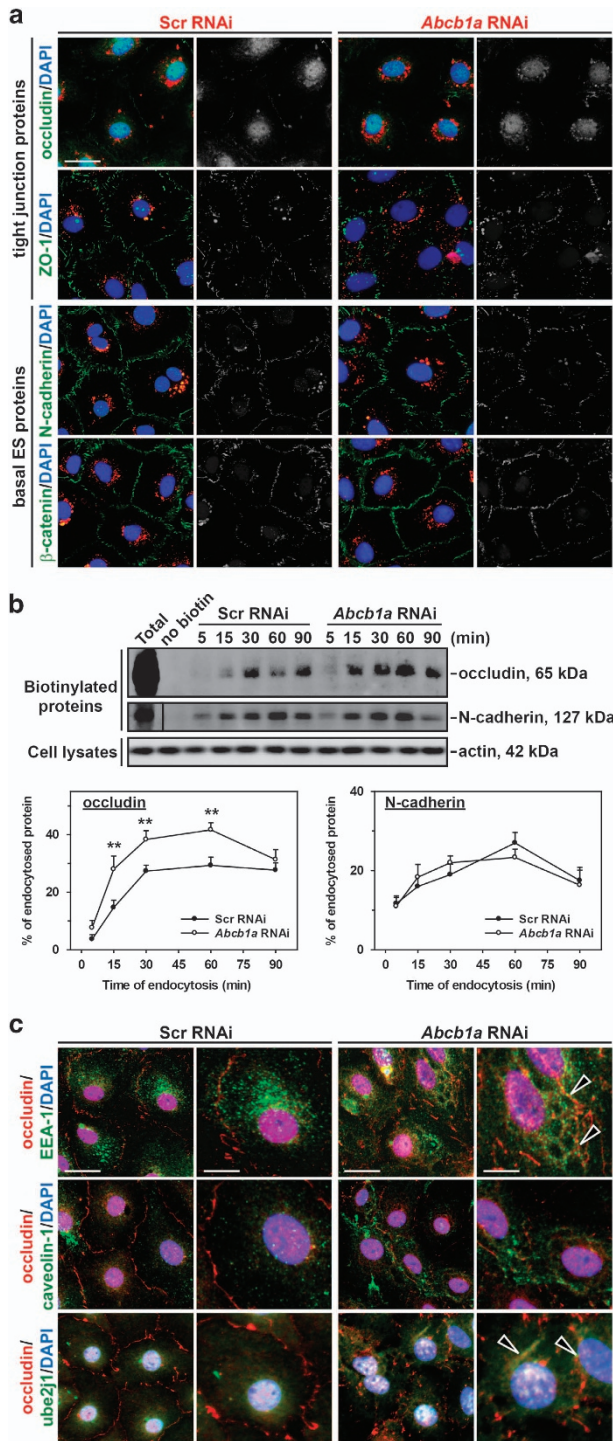 a
Scr RNAi
Abcb1a RNAi
tight junction proteins
occludin/DAPI
ZO-1/DAPI
basal ES proteins
N-cadherin/DAPI
β-catenin/DAPI
b
Total
no biotin
Scr RNAi
Abcb1a RNAi
5 15 30 60 90 5 15 30 60 90 (min)
Biotinylated proteins
occludin, 65 kDa
N-cadherin, 127 kDa
Cell lysates
actin, 42 kDa
occludin
% of endocytosed protein
40
20
0
**
**
**
Scr RNAi
Abcb1a RNAi
0 15 30 45 60 75 90
Time of endocytosis (min)
N-cadherin
% of endocytosed protein
40
20
0
Scr RNAi
Abcb1a RNAi
0 15 30 45 60 75 90
Time of endocytosis (min)
c
Scr RNAi
Abcb1a RNAi
occludin/
EEA-1/DAPI
occludin/
caveolin-1/DAPI
occludin/
ube2j1/DAPI